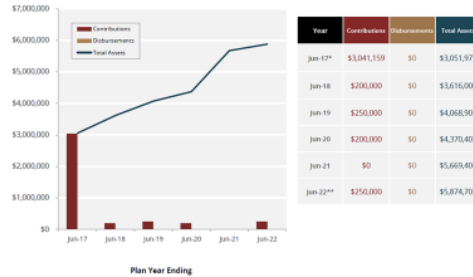 $7,000,000
$6,000,000
$5,000,000
$4,000,000
$3,000,000
$2,000,000
$1,000,000
$0
Contributions
Disbursements
Total Assets
Jun-17 Jun-18 Jun-19 Jun-20 Jun-21 Jun-22
Plan Year Ending
Year Contributions Disbursements Total Assets
Jun-17* $3,041,159 $0
Jun-18 $200,000 $0
Jun-19 $250,000 $0
Jun-20 $200,000 $0
Jun-21 $0 $0
Jun-22** $250,000 $0